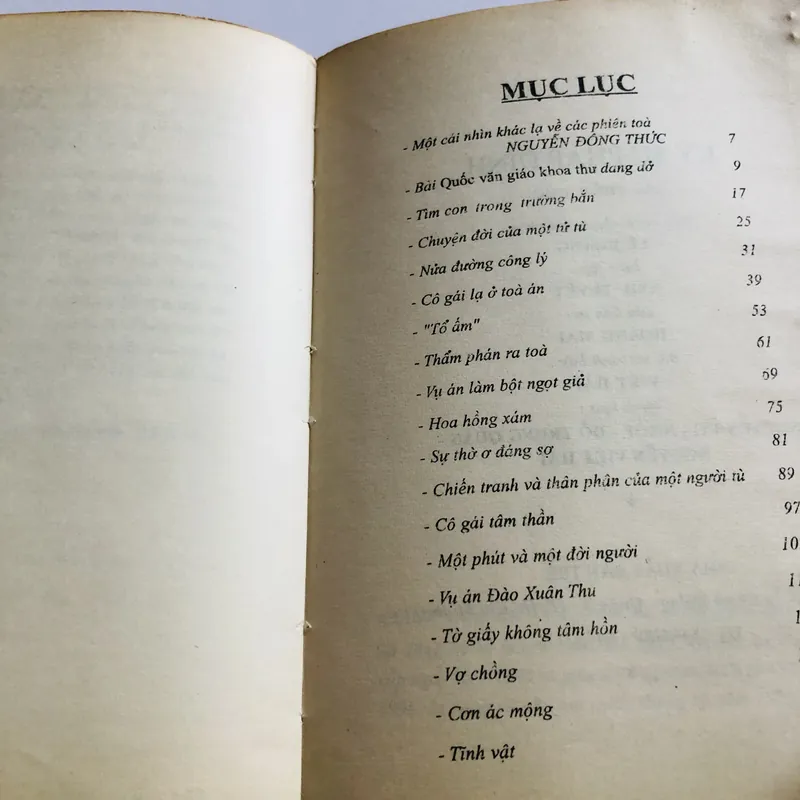 MỤC LỤC
- Một cái nhìn khác lạ về các phiên toà
NGUYỄN ĐÔNG THỨC 7
- Bài Quốc văn giáo khoa thư dang dở 9
- Tìm con trong trường bắn 17
- Chuyện đời của một tử tù 25
- Nửa đường công lý 31
- Cô gái lạ ở toà án 39
- "Tổ ấm" 53
- Thẩm phán ra toà 61
- Vụ án làm bột ngọt giả 69
- Hoa hồng xám 75
- Sự thờ ơ đáng sợ 81
- Chiến tranh và thân phận của một người tù 89
- Cô gái tâm thần 97
- Một phút và một đời người 10
- Vụ án Đào Xuân Thu 1
- Tờ giấy không tâm hồn 1
- Vợ chồng
- Cơn ác mộng
- Tĩnh vật